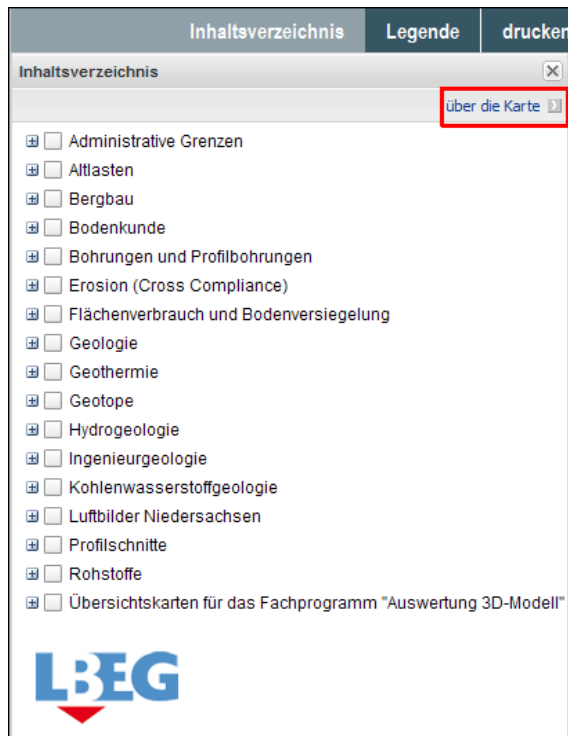 Inhaltsverzeichnis Legende drucken
Inhaltsverzeichnis
über die Karte
Administrative Grenzen
Altlasten
Bergbau
Bodenkunde
Bohrungen und Profilbohrungen
Erosion (Cross Compliance)
Flächenverbrauch und Bodenversiegelung
Geologie
Geothermie
Geotope
Hydrogeologie
Ingenieurgeologie
Kohlenwasserstoffgeologie
Luftbilder Niedersachsen
Profilschnitte
Rohstoffe
Übersichtskarten für das Fachprogramm "Auswertung 3D-Modell"
LBEG